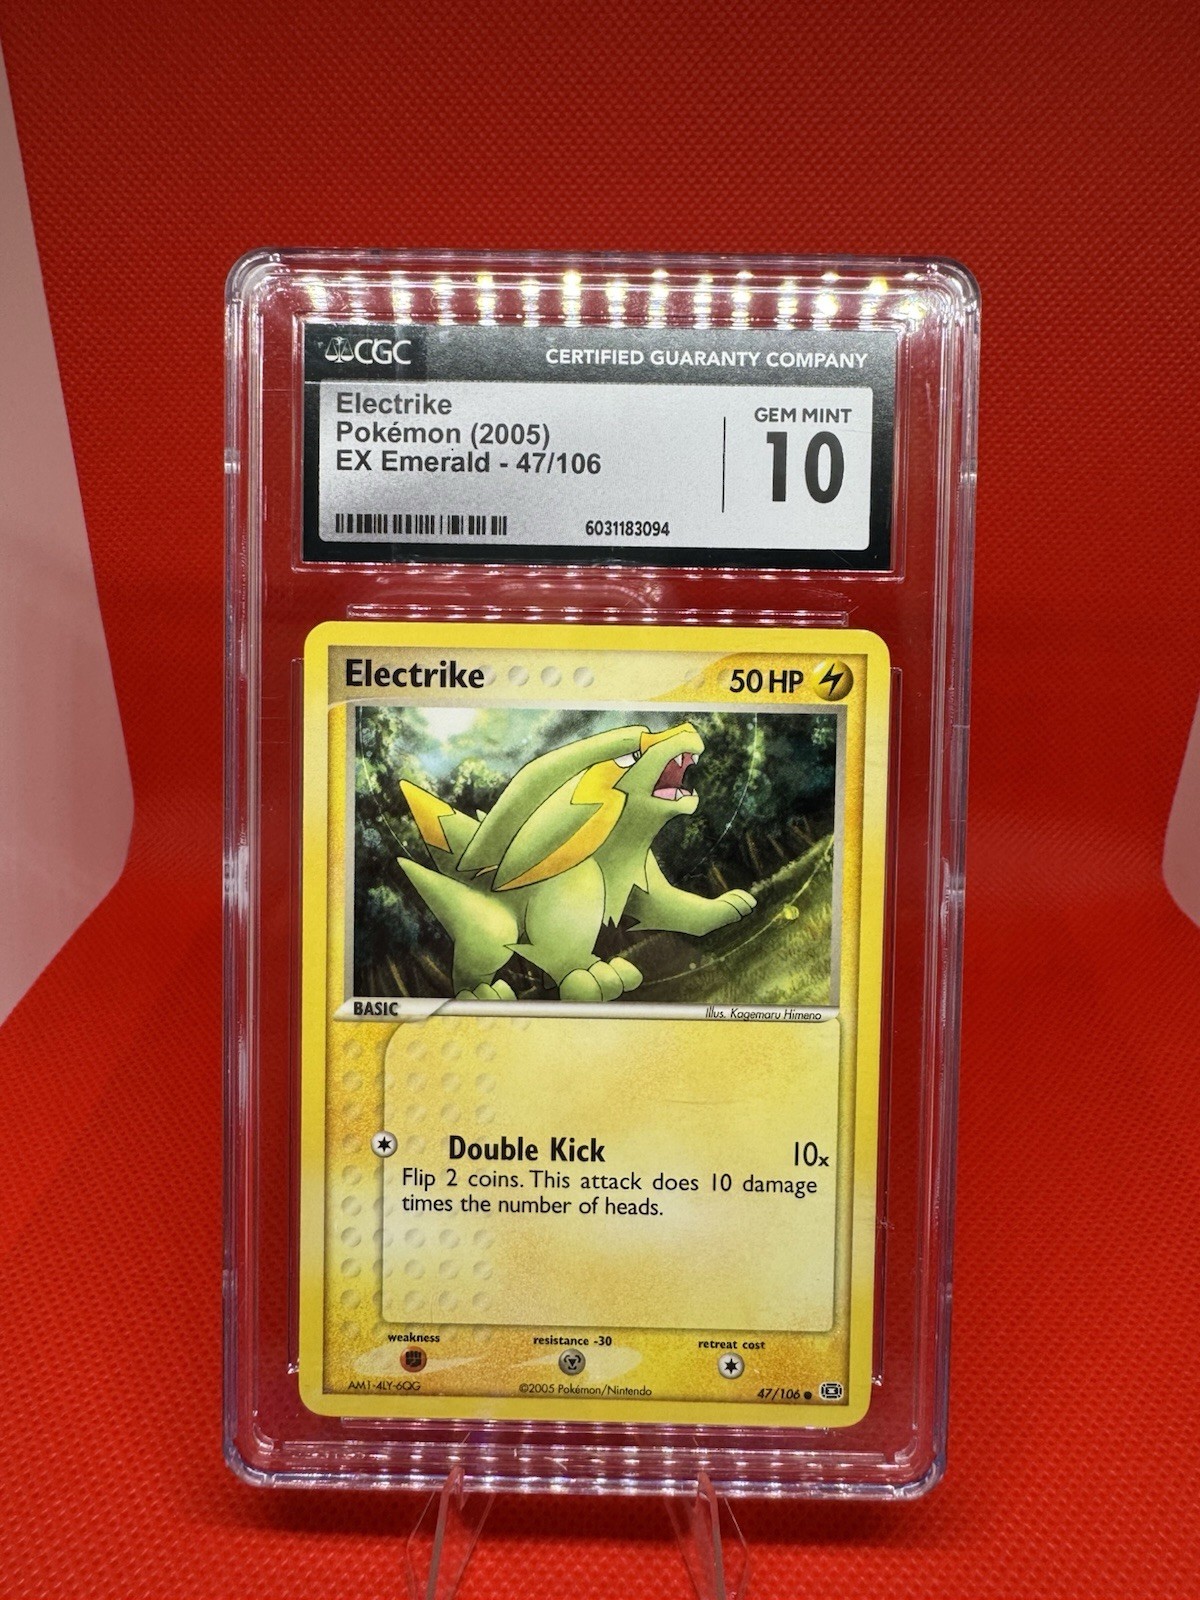 CGC
CERTIFIED GUARANTY COMPANY
Electrike
Pokémon (2005)
EX Emerald - 47/106
GEM MINT
10
6031183094
Electrike
50 HP
BASIC
Illus. Kagemaru Himeno
Double Kick
10x
Flip 2 coins. This attack does 10 damage
times the number of heads.
weakness
resistance -30
retreat cost
AM1-4LY-6QG
©2005 Pokémon/Nintendo
47/106